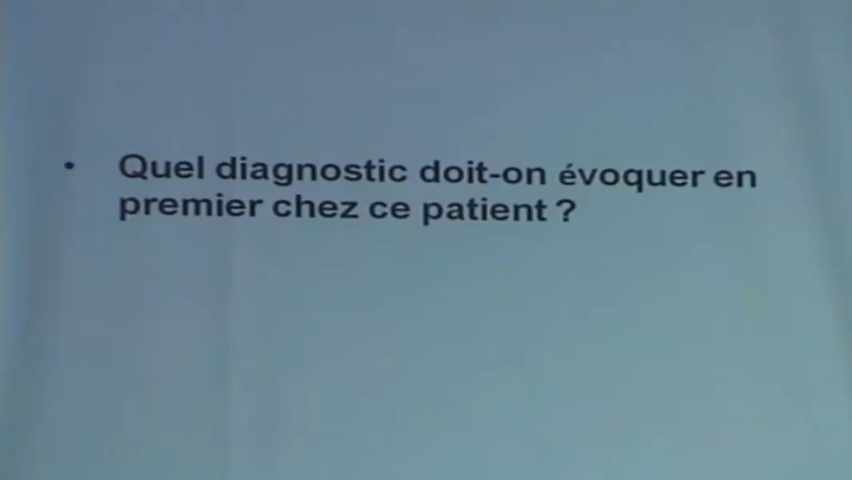 • Quel diagnostic doit-on évoquer en
premier chez ce patient ?